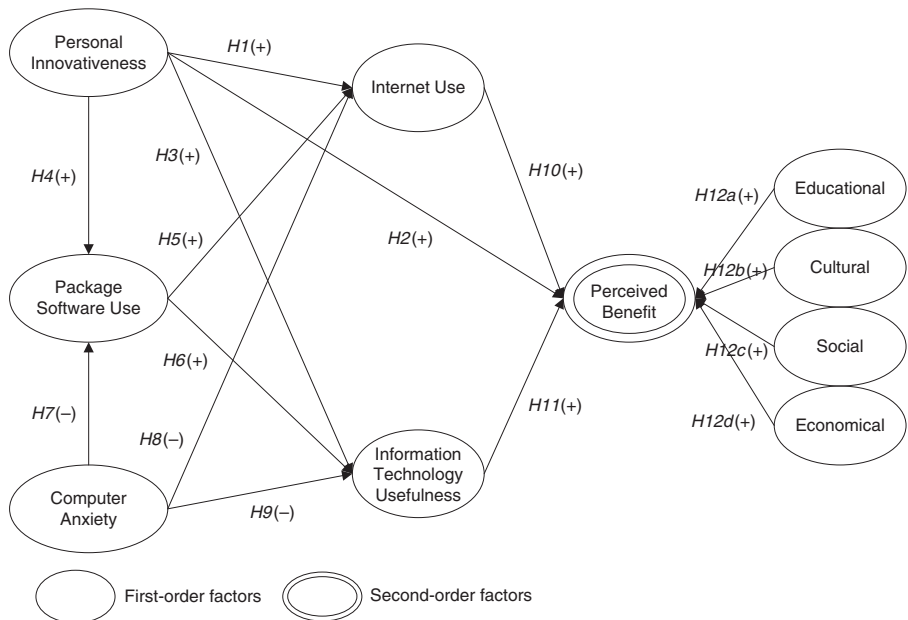 Personal
Innovativeness
H1(+)
Internet Use
H3(+)
H4(+)
H10(+)
Educational
H12a(+)
H5(+)
H2(+)
Package
Software Use
Perceived
Benefit
H12b(+)
Cultural
H6(+)
H12c(+)
Social
H7(–)
H8(–)
H11(+)
H12d(+)
Economical
Information
Technology
Usefulness
Computer
Anxiety
H9(–)
First-order factors
Second-order factors